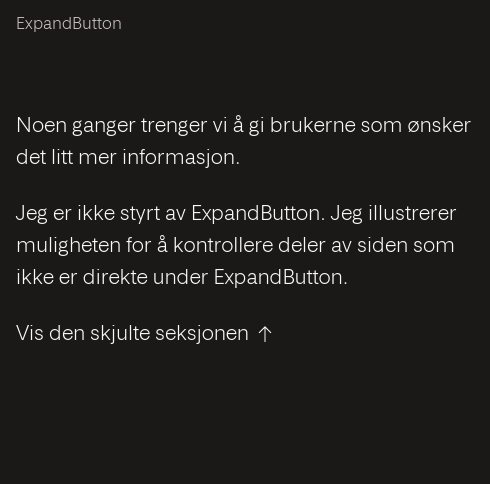 ExpandButton
Noen ganger trenger vi å gi brukerne som ønsker
det litt mer informasjon.
Jeg er ikke styrt av ExpandButton. Jeg illustrerer
muligheten for å kontrollere deler av siden som
ikke er direkte under ExpandButton.
Vis den skjulte seksjonen ↑